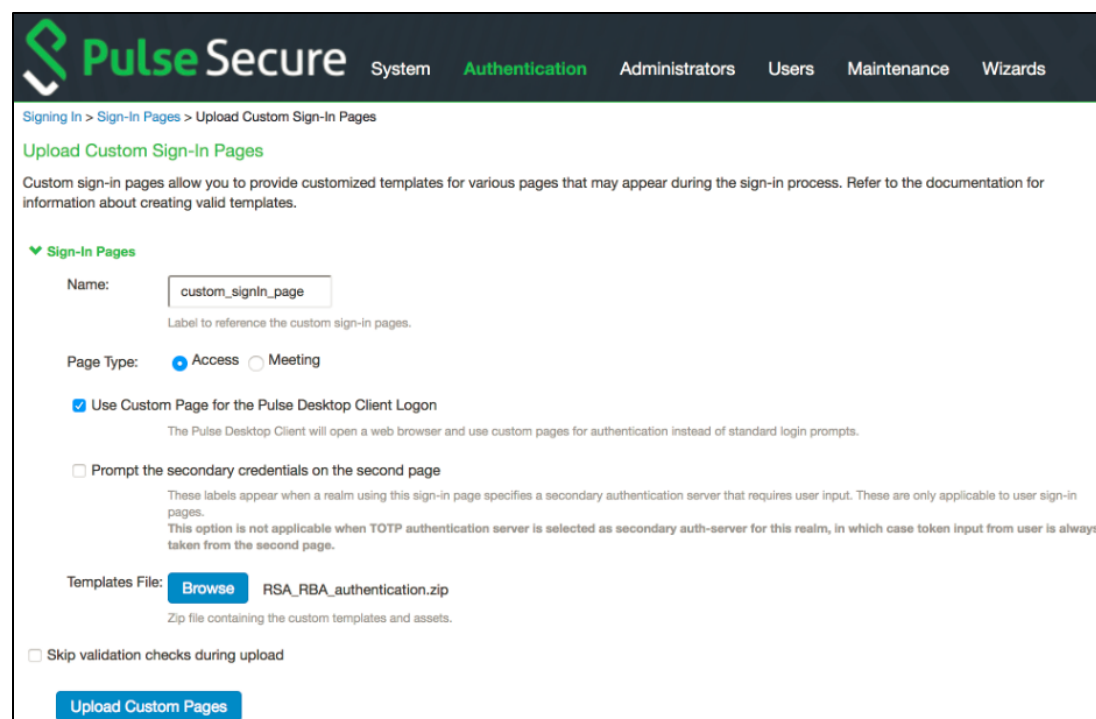 Pulse Secure System Authentication Administrators Users Maintenance Wizards
Signing In > Sign-In Pages > Upload Custom Sign-In Pages
Upload Custom Sign-In Pages
Custom sign-in pages allow you to provide customized templates for various pages that may appear during the sign-in process. Refer to the documentation for
information about creating valid templates.
Sign-In Pages
Name: custom_signIn_page
Label to reference the custom sign-in pages.
Page Type: Access Meeting
Use Custom Page for the Pulse Desktop Client Logon
The Pulse Desktop Client will open a web browser and use custom pages for authentication instead of standard login prompts.
Prompt the secondary credentials on the second page
These labels appear when a realm using this sign-in page specifies a secondary authentication server that requires user input. These are only applicable to user sign-in
pages.
This option is not applicable when TOTP authentication server is selected as secondary auth-server for this realm, in which case token input from user is always
taken from the second page.
Templates File: Browse RSA_RBA_authentication.zip
Zip file containing the custom templates and assets.
Skip validation checks during upload
Upload Custom Pages